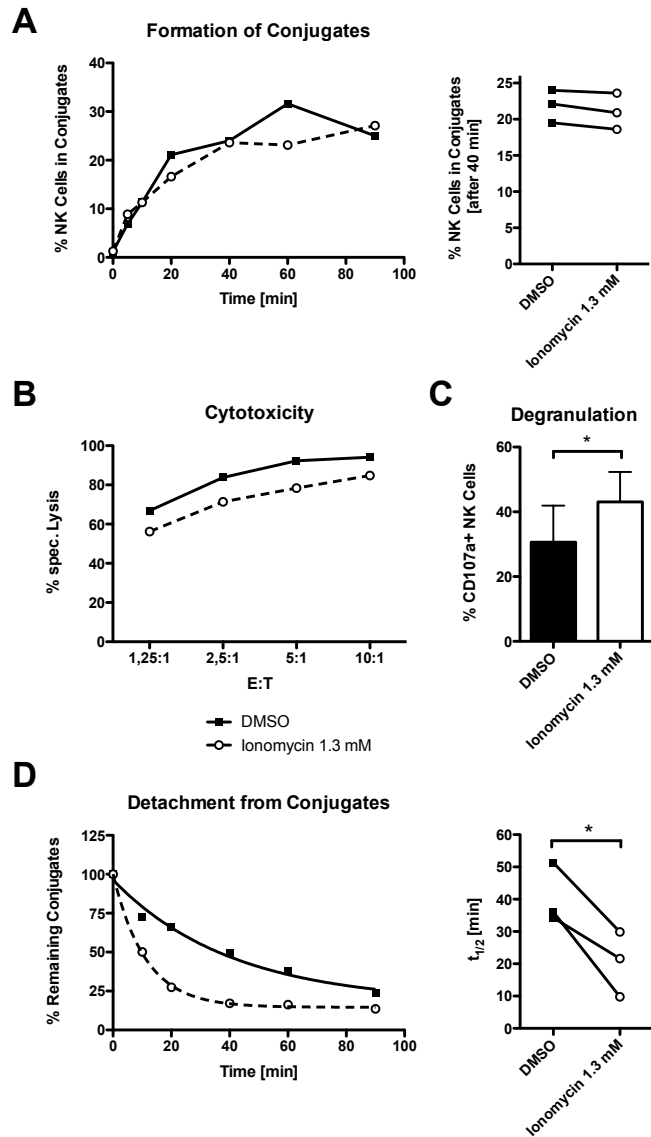 A
Formation of Conjugates
% NK Cells in Conjugates
40
30
20
10
0
0 20 40 60 80 100
Time [min]
% NK Cells in Conjugates
[after 40 min]
25
20
15
10
5
0
DMSO
Ionomycin 1.3 mM
B
Cytotoxicity
% spec. Lysis
100
80
60
40
20
0
1,25:1 2,5:1 5:1 10:1
E:T
DMSO
Ionomycin 1.3 mM
C
Degranulation
% CD107a+ NK Cells
60
40
20
0
*
DMSO
Ionomycin 1.3 mM
D
Detachment from Conjugates
% Remaining Conjugates
125
100
75
50
25
0
0 20 40 60 80 100
Time [min]
t1/2 [min]
60
50
40
30
20
10
0
*
DMSO
Ionomycin 1.3 mM